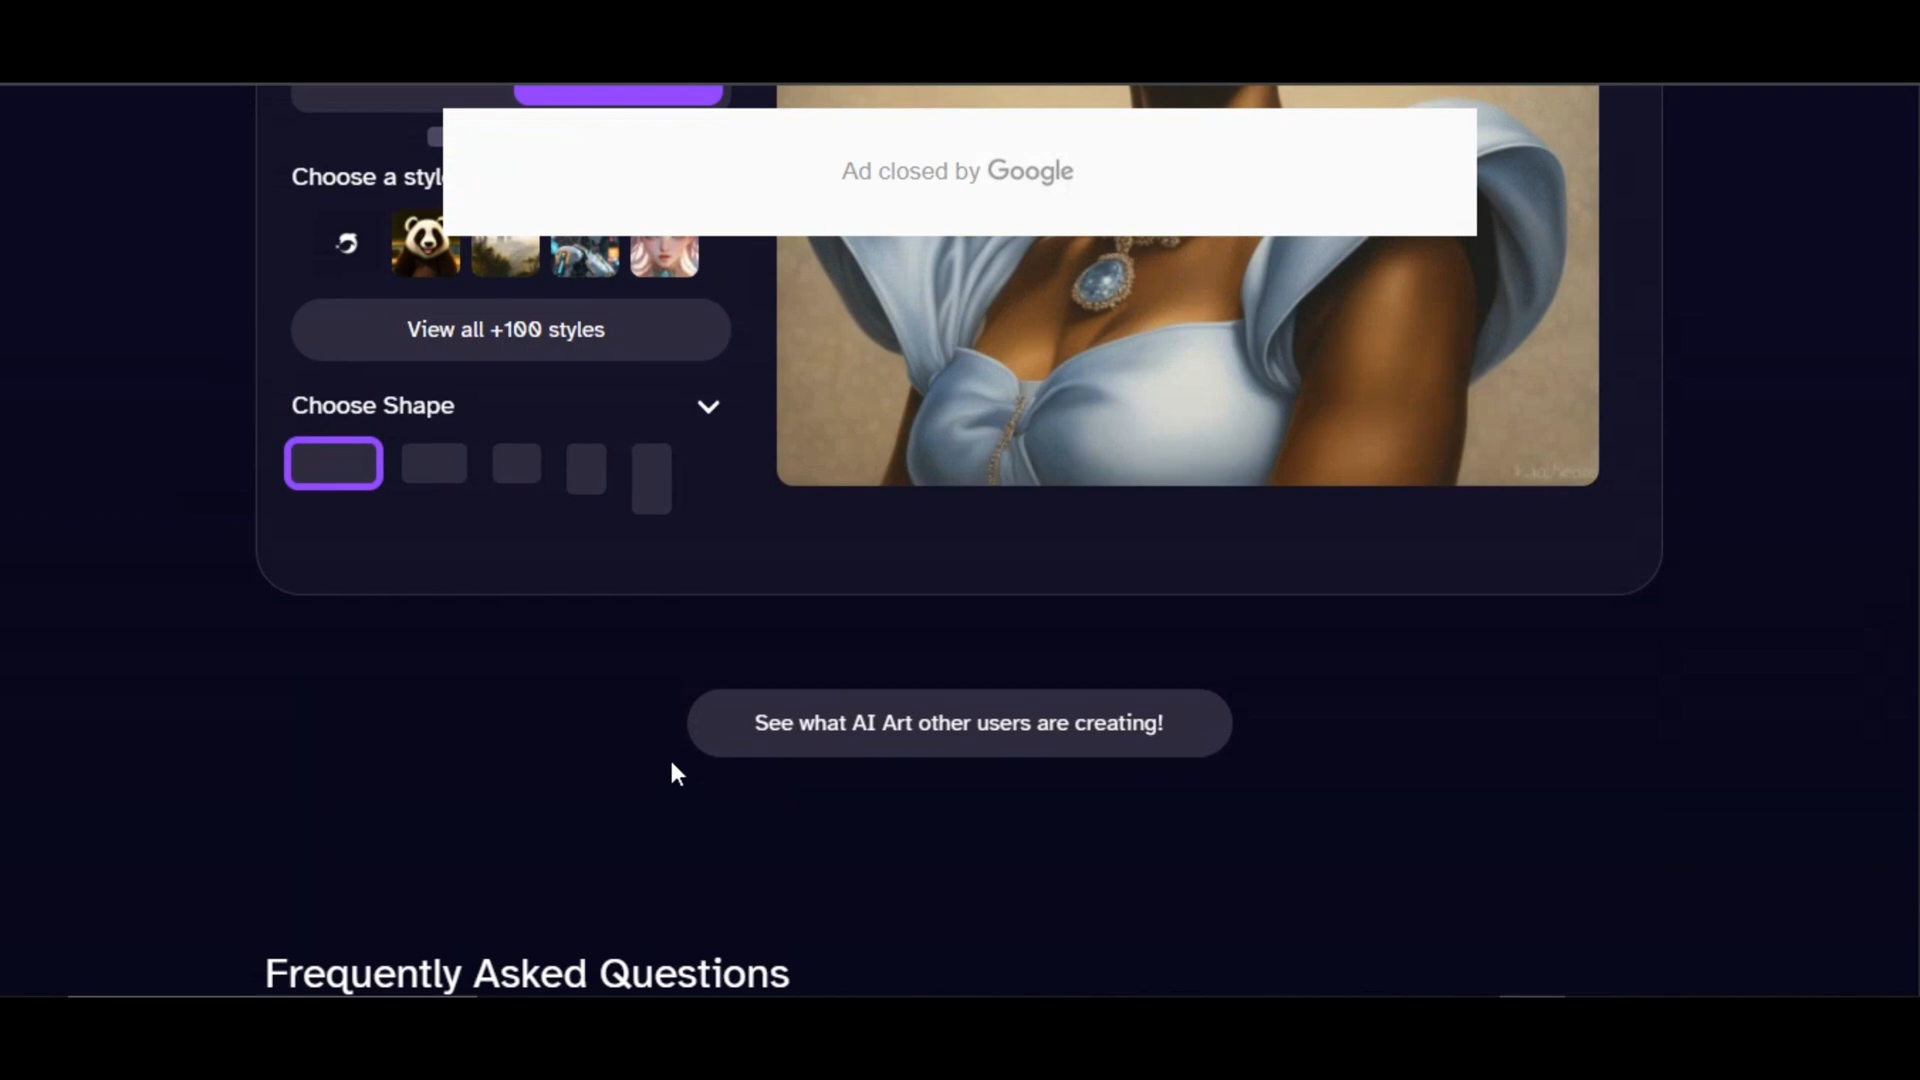 Ad closed by Google
Choose a styl
View all +100 styles
Choose Shape
See what AI Art other users are creating!
Frequently Asked Questions